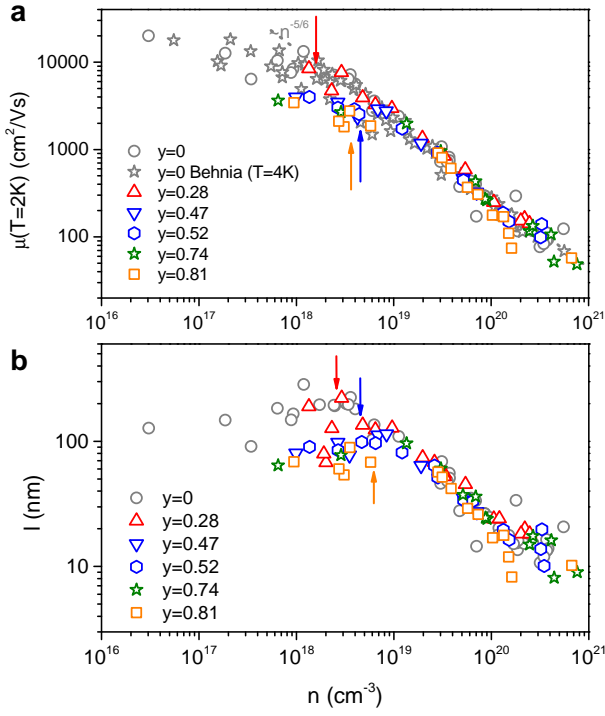 a
~n^-5/6
10000
1000
100
μ(T=2K) (cm²/Vs)
y=0
y=0 Behnia (T=4K)
y=0.28
y=0.47
y=0.52
y=0.74
y=0.81
10^16 10^17 10^18 10^19 10^20 10^21
b
100
10
l (nm)
y=0
y=0.28
y=0.47
y=0.52
y=0.74
y=0.81
10^16 10^17 10^18 10^19 10^20 10^21
n (cm^-3)